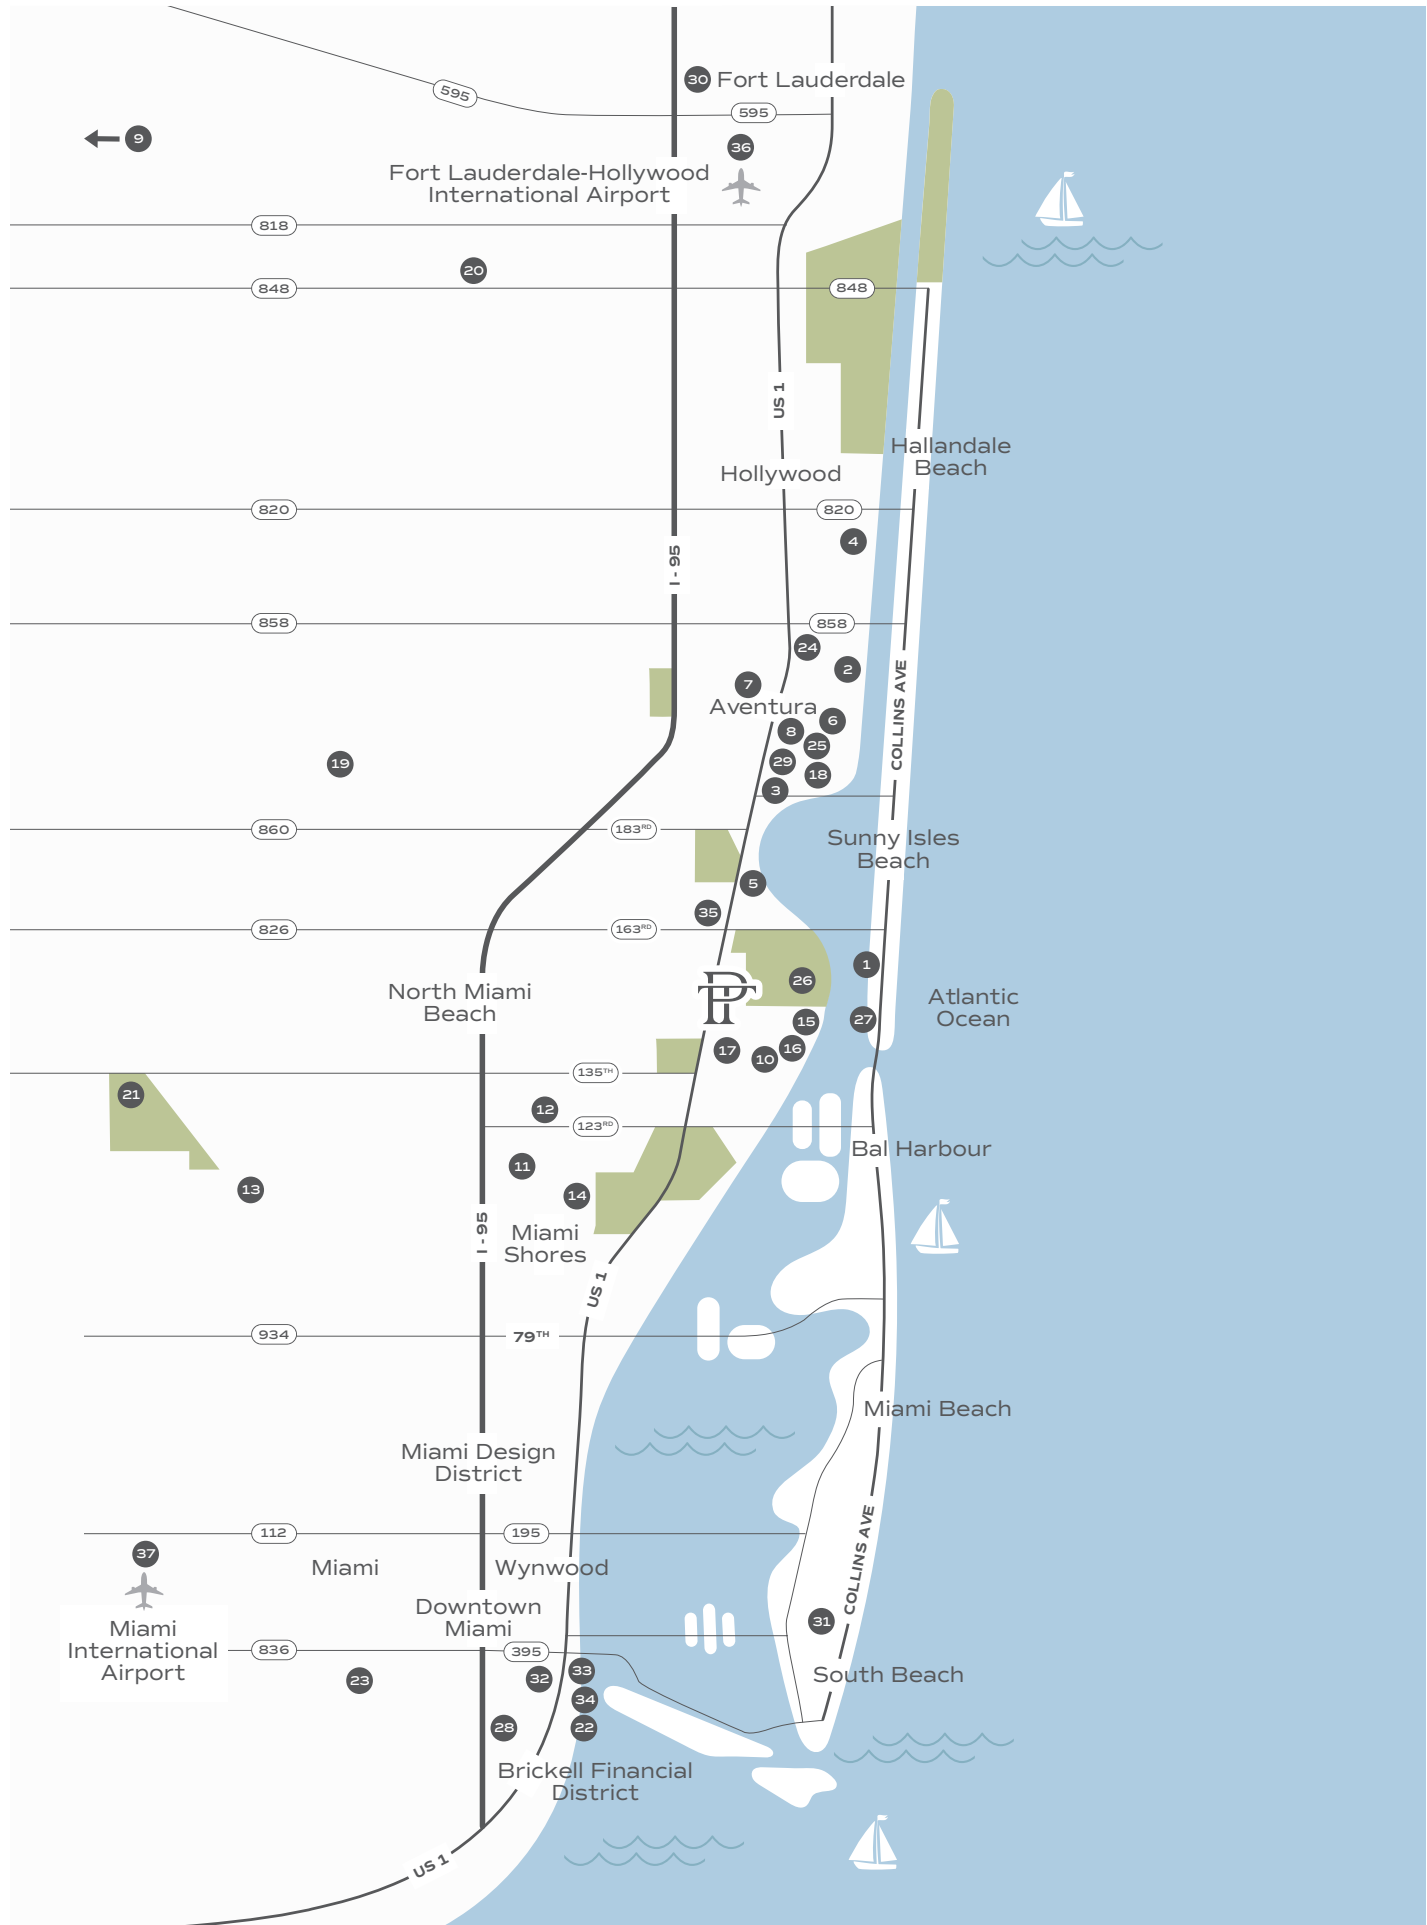 30 Fort Lauderdale
595
595
9
36
Fort Lauderdale-Hollywood
International Airport
818
20
848
848
US 1
Hallandale
Beach
Hollywood
820
820
4
I - 95
858
858
24
2
7
Aventura
6
8
25
COLLINS AVE
29
18
19
3
860
183RD
Sunny Isles
Beach
5
35
826
163RD
1
26
North Miami
Beach
PT
Atlantic
Ocean
15
27
17
16
10
135TH
21
12
123RD
Bal Harbour
11
13
14
I - 95
Miami
Shores
US 1
934
79TH
Miami Beach
Miami Design
District
112
195
37
Miami
Wynwood
COLLINS AVE
Downtown
Miami
31
Miami
International
Airport
836
395
33
South Beach
23
32
34
28
22
Brickell Financial
District
US 1